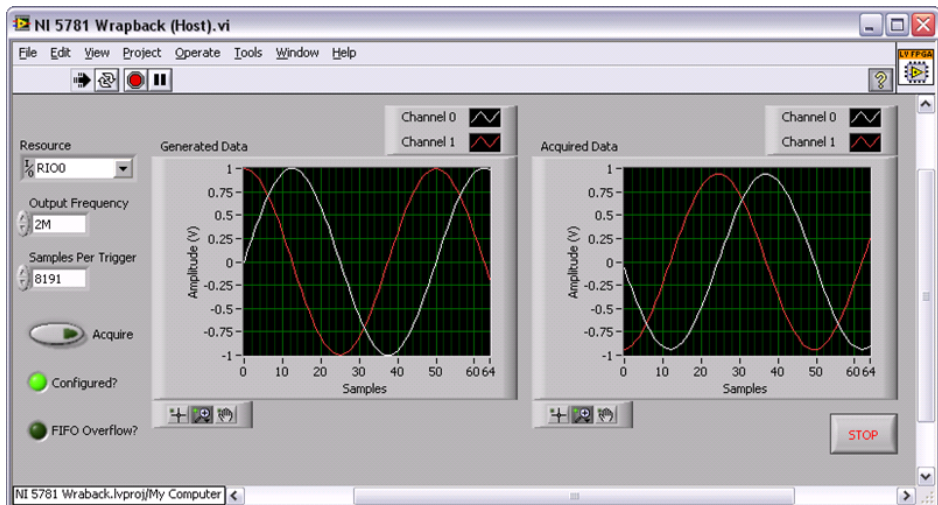 NI 5781 Wrapback (Host).vi
File Edit View Project Operate Tools Window Help
LV FPGA
Resource
I/O RIO0
Output Frequency
2M
Samples Per Trigger
8191
Acquire
Configured?
FIFO Overflow?
Generated Data
Channel 0
Channel 1
Amplitude (V)
1
0.75
0.5
0.25
0
-0.25
-0.5
-0.75
-1
0 10 20 30 40 50 60 64
Samples
Acquired Data
Channel 0
Channel 1
Amplitude (V)
1
0.75
0.5
0.25
0
-0.25
-0.5
-0.75
-1
0 10 20 30 40 50 60 64
Samples
STOP
NI 5781 Wraback.lvproj/My Computer